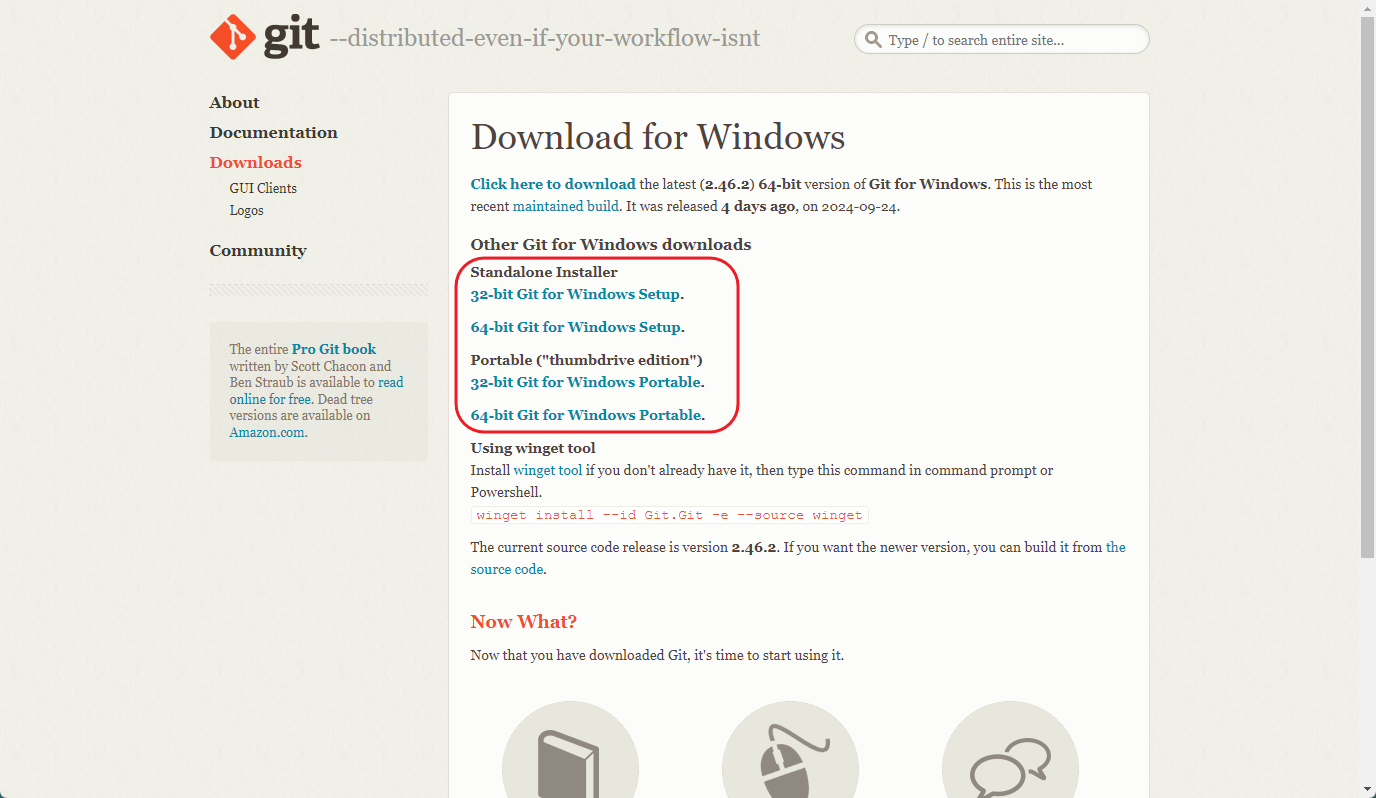 git --distributed-even-if-your-workflow-isnt
Type / to search entire site...
About
Documentation
Downloads
GUI Clients
Logos
Community
The entire Pro Git book
written by Scott Chacon and
Ben Straub is available to read
online for free. Dead tree
versions are available on
Amazon.com.
Download for Windows
Click here to download the latest (2.46.2) 64-bit version of Git for Windows. This is the most
recent maintained build. It was released 4 days ago, on 2024-09-24.
Other Git for Windows downloads
Standalone Installer
32-bit Git for Windows Setup.
64-bit Git for Windows Setup.
Portable ("thumbdrive edition")
32-bit Git for Windows Portable.
64-bit Git for Windows Portable.
Using winget tool
Install winget tool if you don't already have it, then type this command in command prompt or
Powershell.
winget install --id Git.Git -e --source winget
The current source code release is version 2.46.2. If you want the newer version, you can build it from the
source code.
Now What?
Now that you have downloaded Git, it's time to start using it.